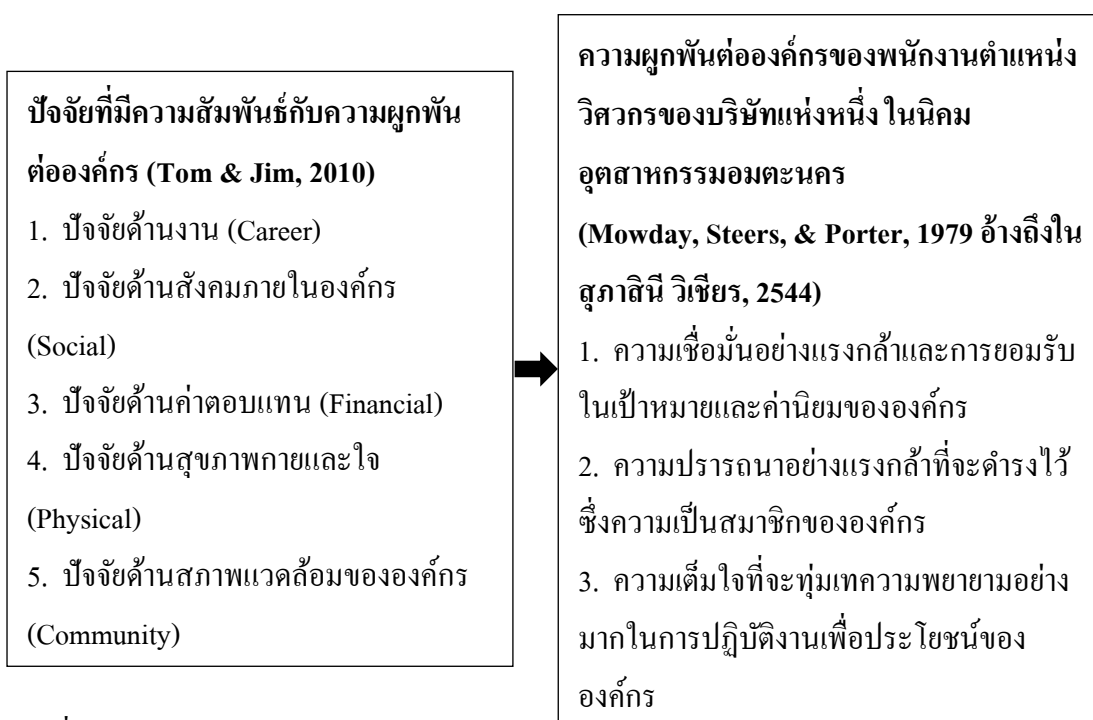 ปัจจัยที่มีความสัมพันธ์กับความผูกพัน
ต่อองค์กร (Tom & Jim, 2010)
1. ปัจจัยด้านงาน (Career)
2. ปัจจัยด้านสังคมภายในองค์กร
(Social)
3. ปัจจัยด้านค่าตอบแทน (Financial)
4. ปัจจัยด้านสุขภาพกายและใจ
(Physical)
5. ปัจจัยด้านสภาพแวดล้อมขององค์กร
(Community)
ความผูกพันต่อองค์กรของพนักงานตำแหน่ง
วิศวกรของบริษัทแห่งหนึ่ง ในนิคม
อุตสาหกรรมอมตะนคร
(Mowday, Steers, & Porter, 1979 อ้างถึงใน
สุภาสินี วิเชียร, 2544)
1. ความเชื่อมั่นอย่างแรงกล้าและการยอมรับ
ในเป้าหมายและค่านิยมขององค์กร
2. ความปรารถนาอย่างแรงกล้าที่จะดำรงไว้
ซึ่งความเป็นสมาชิกขององค์กร
3. ความเต็มใจที่จะทุ่มเทความพยายามอย่าง
มากในการปฏิบัติงานเพื่อประโยชน์ของ
องค์กร